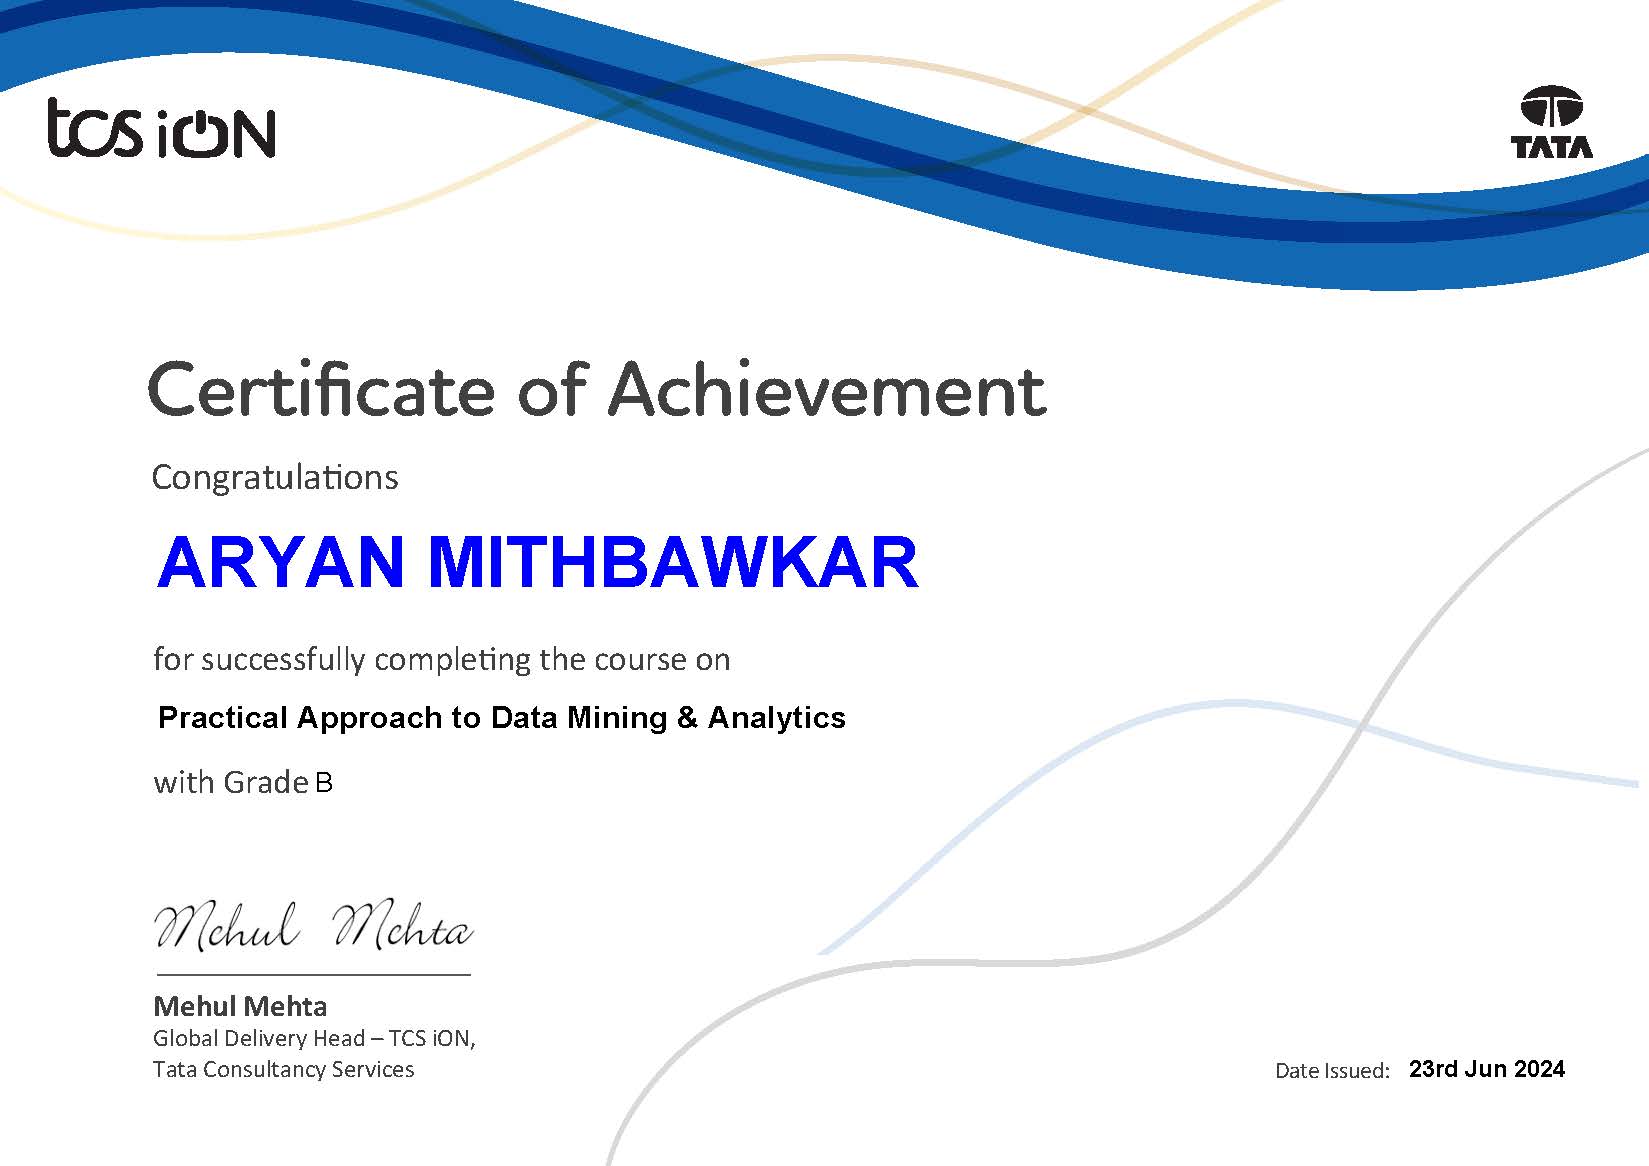 tcs iON
TATA
Certificate of Achievement
Congratulations
ARYAN MITHBAWKAR
for successfully completing the course on
Practical Approach to Data Mining & Analytics
with Grade B
Mehul Mehta
Mehul Mehta
Global Delivery Head – TCS iON,
Tata Consultancy Services
Date Issued: 23rd Jun 2024